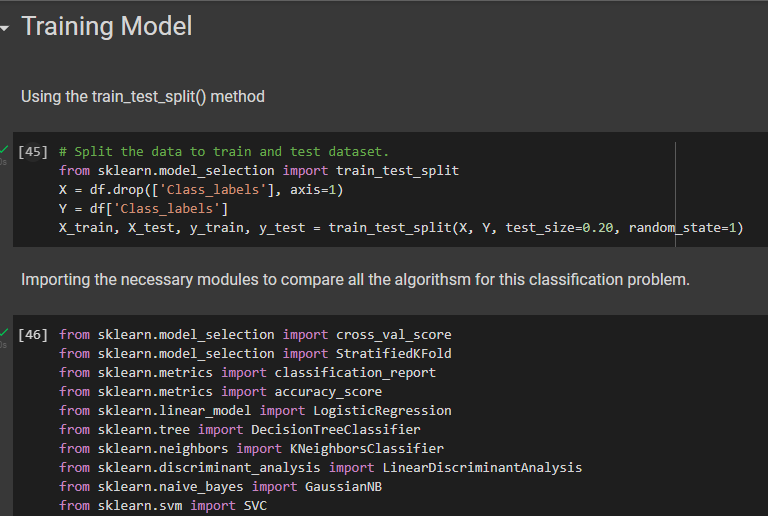 Training Model
Using the train_test_split() method
[45] # Split the data to train and test dataset.
from sklearn.model_selection import train_test_split
X = df.drop(['Class_labels'], axis=1)
Y = df['Class_labels']
X_train, X_test, y_train, y_test = train_test_split(X, Y, test_size=0.20, random_state=1)
Importing the necessary modules to compare all the algorithsm for this classification problem.
[46] from sklearn.model_selection import cross_val_score
from sklearn.model_selection import StratifiedKFold
from sklearn.metrics import classification_report
from sklearn.metrics import accuracy_score
from sklearn.linear_model import LogisticRegression
from sklearn.tree import DecisionTreeClassifier
from sklearn.neighbors import KNeighborsClassifier
from sklearn.discriminant_analysis import LinearDiscriminantAnalysis
from sklearn.naive_bayes import GaussianNB
from sklearn.svm import SVC